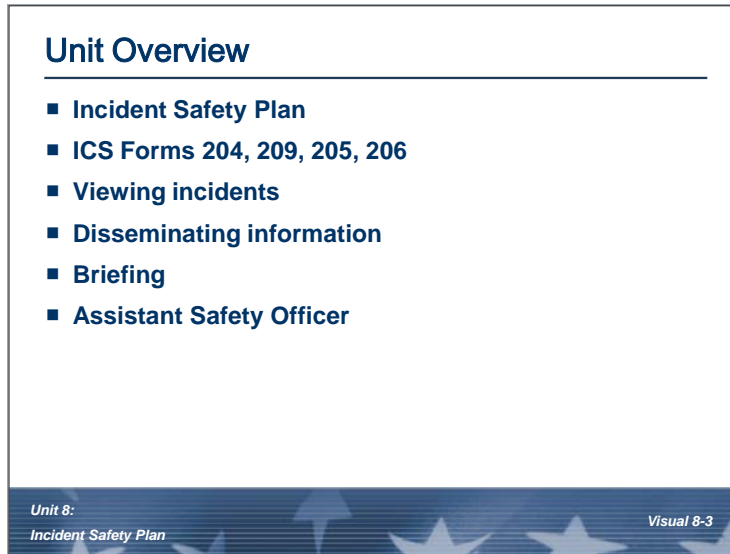 Unit Overview
Incident Safety Plan
ICS Forms 204, 209, 205, 206
Viewing incidents
Disseminating information
Briefing
Assistant Safety Officer
Unit 8:
Incident Safety Plan
Visual 8-3